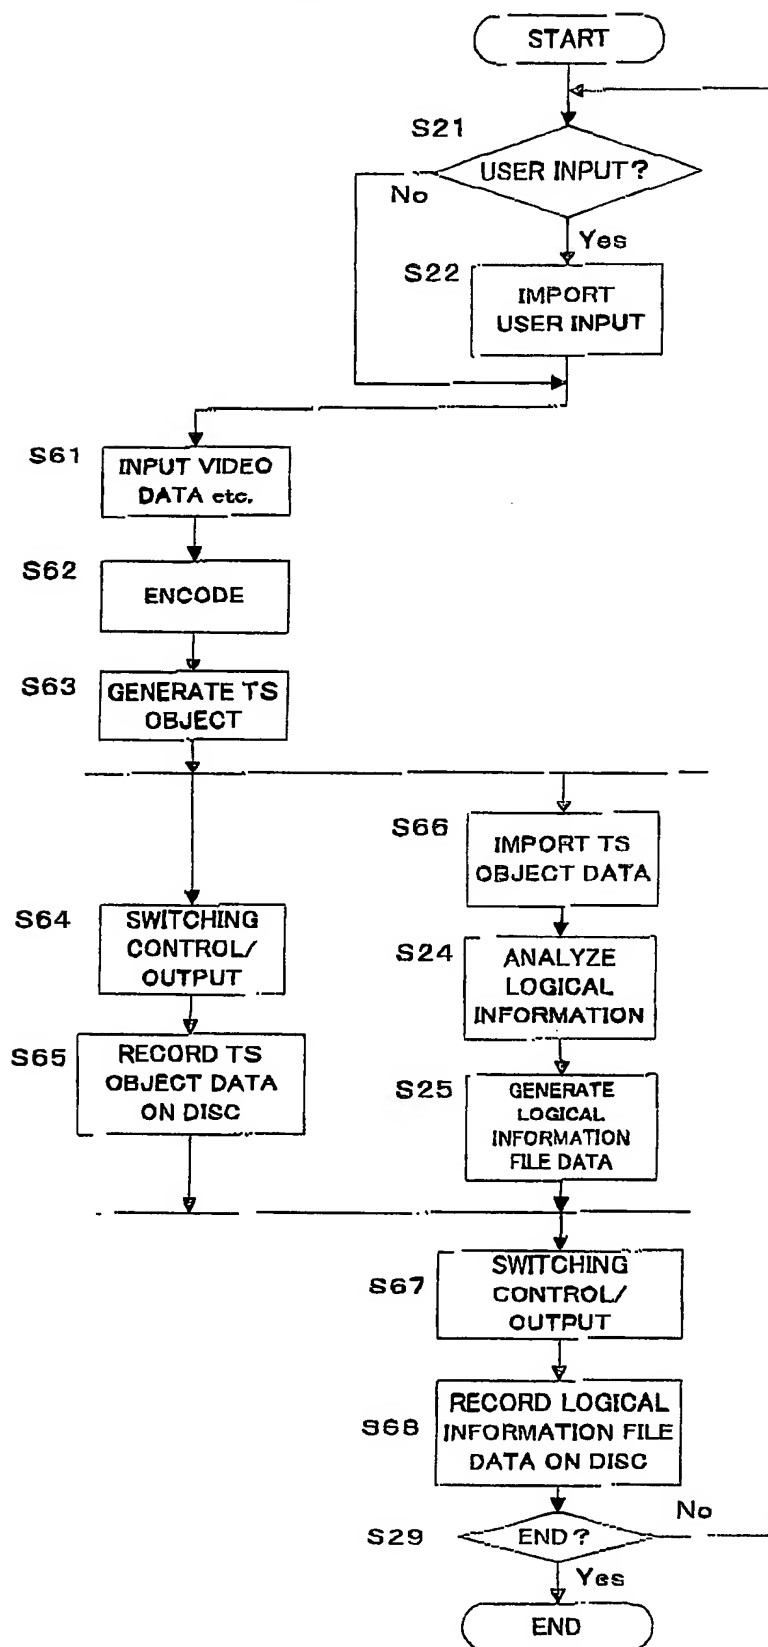 START
S21
USER INPUT?
No
Yes
S22
IMPORT
USER INPUT
S61
INPUT VIDEO
DATA etc.
S62
ENCODE
S63
GENERATE TS
OBJECT
S66
IMPORT TS
OBJECT DATA
S64
SWITCHING
CONTROL/
OUTPUT
S24
ANALYZE
LOGICAL
INFORMATION
S65
RECORD TS
OBJECT DATA
ON DISC
S25
GENERATE
LOGICAL
INFORMATION
FILE DATA
S67
SWITCHING
CONTROL/
OUTPUT
S68
RECORD LOGICAL
INFORMATION FILE
DATA ON DISC
S29
END?
No
Yes
END